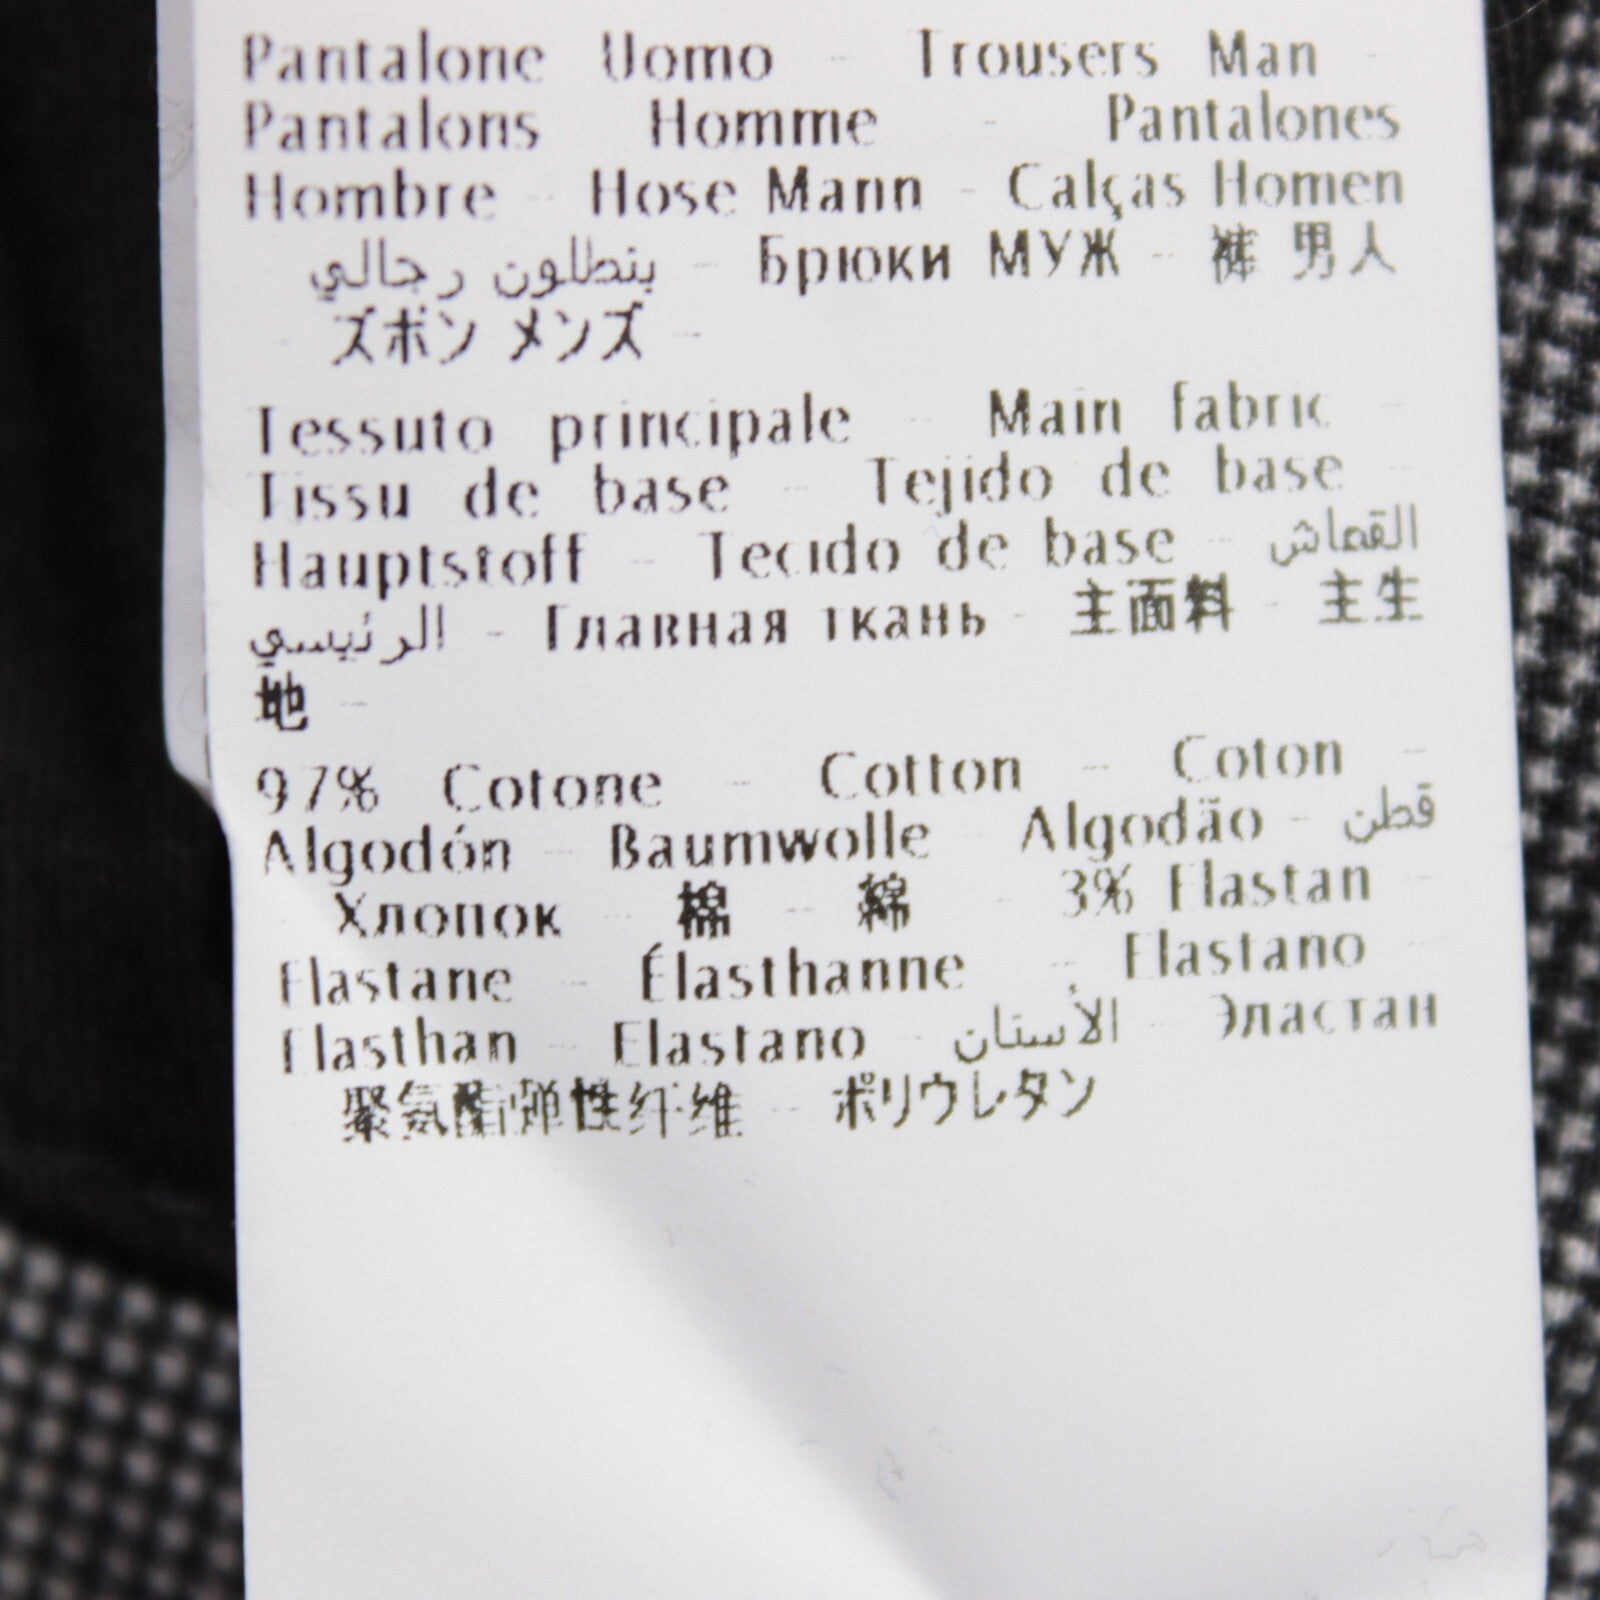 Pantalone Uomo - Trousers Man -
Pantalons Homme - Pantalones
Hombre - Hose Mann - Calças Homen
بنطلون رجالي - Брюки МУЖ - 裤 男人
- ズボン メンズ -
Tessuto principale - Main fabric -
Tissu de base - Tejido de base -
Hauptstoff - Tecido de base - القماش
الرئيسي - Главная ткань - 主面料 - 主生
地 -
97% Cotone - Cotton - Coton -
Algodón - Baumwolle - Algodão - قطن
- Хлопок - 棉 - 綿 - 3% Elastan -
Elastane - Élasthanne - Elastano -
Elasthan - Elastano - الأستان - Эластан
聚氨酯弹性纤维 - ポリウレタン